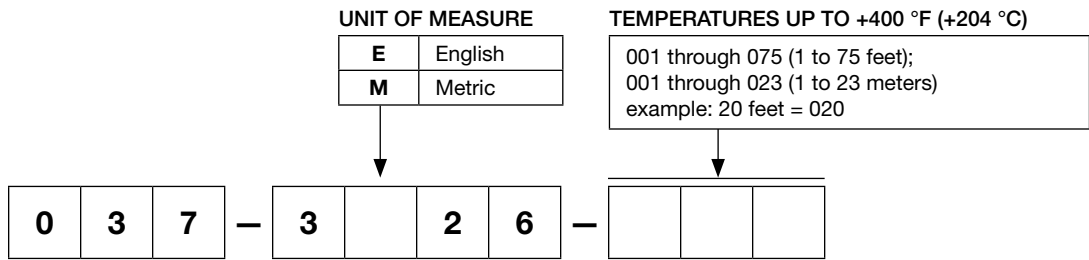 UNIT OF MEASURE
E English
M Metric
TEMPERATURES UP TO +400 °F (+204 °C)
001 through 075 (1 to 75 feet);
001 through 023 (1 to 23 meters)
example: 20 feet = 020
0 3 7 – 3 2 6 –